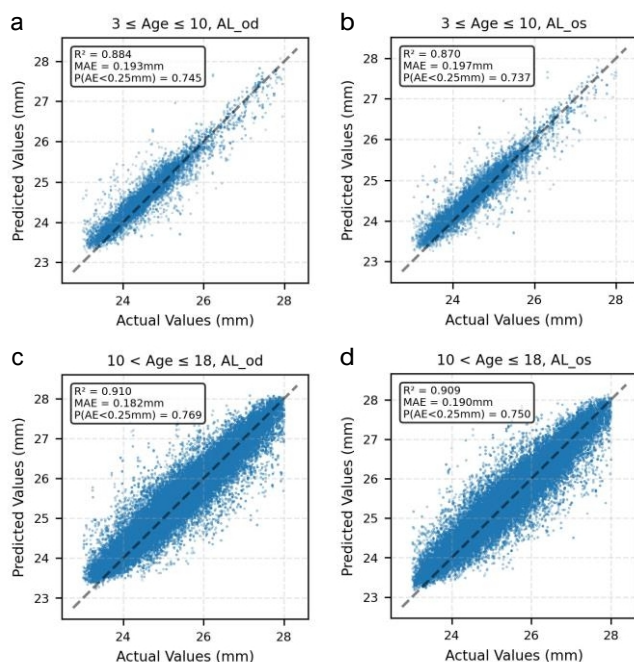 a
3 ≤ Age ≤ 10, AL_od
R² = 0.884
MAE = 0.193mm
P(AE<0.25mm) = 0.745
28
27
26
25
24
23
Predicted Values (mm)
24
26
28
Actual Values (mm)
b
3 ≤ Age ≤ 10, AL_os
R² = 0.870
MAE = 0.197mm
P(AE<0.25mm) = 0.737
28
27
26
25
24
23
Predicted Values (mm)
24
26
28
Actual Values (mm)
c
10 < Age ≤ 18, AL_od
R² = 0.910
MAE = 0.182mm
P(AE<0.25mm) = 0.769
28
27
26
25
24
23
Predicted Values (mm)
24
26
28
Actual Values (mm)
d
10 < Age ≤ 18, AL_os
R² = 0.909
MAE = 0.190mm
P(AE<0.25mm) = 0.750
28
27
26
25
24
23
Predicted Values (mm)
24
26
28
Actual Values (mm)